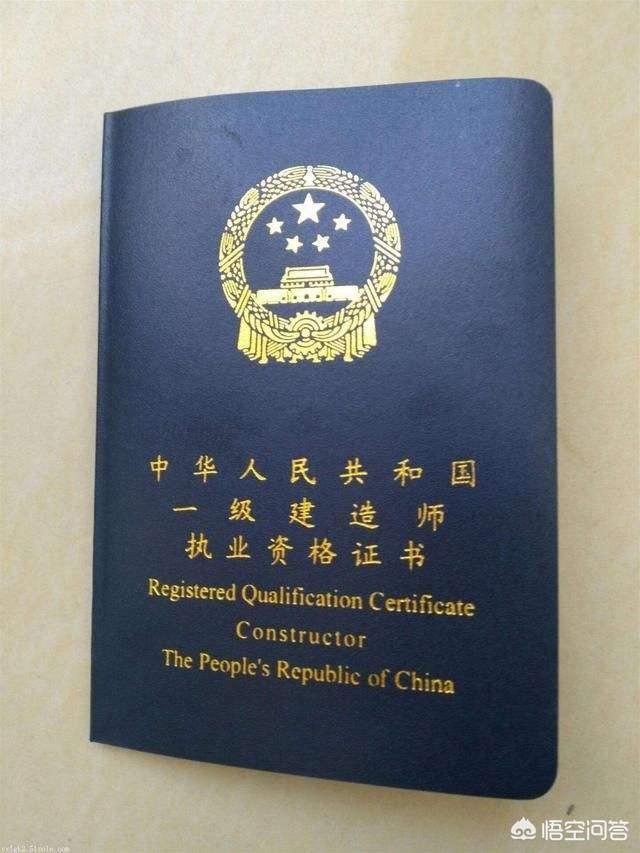 中华人民共和国
一级建造师
执业资格证书
Registered Qualification Certificate
Constructor
The People's Republic of China
悟空问答